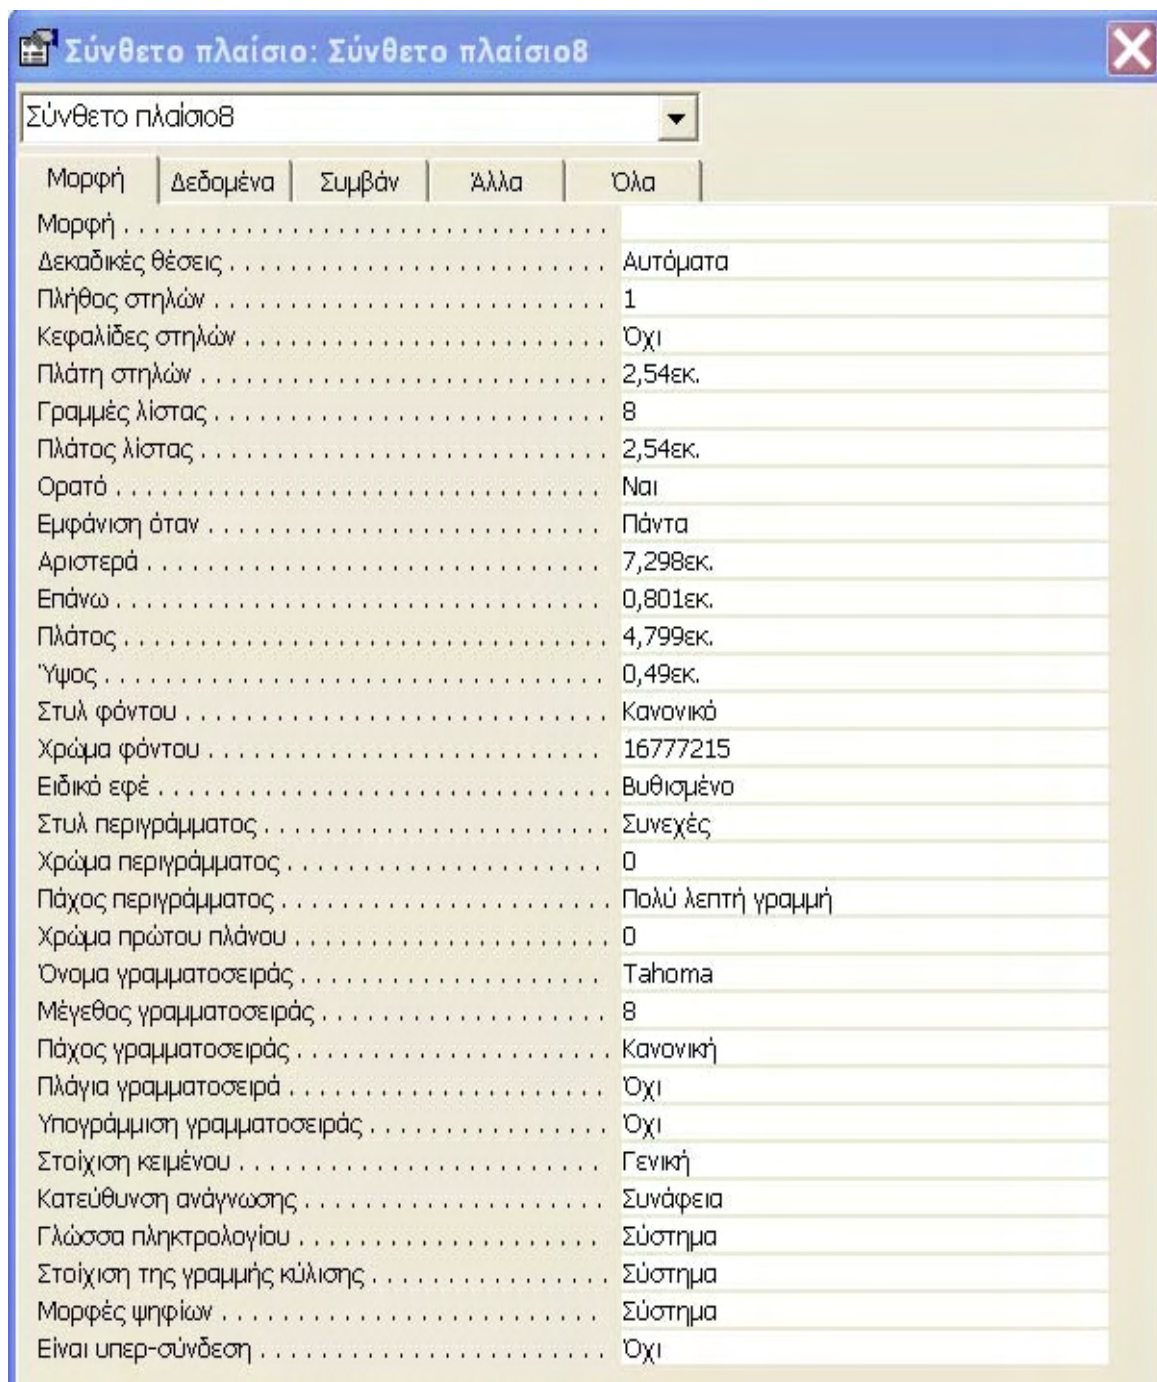 Σύνθετο πλαίσιο: Σύνθετο πλαίσιο8
Σύνθετο πλαίσιο8
Μορφή Δεδομένα Συμβάν Άλλα Όλα
Μορφή
Δεκαδικές θέσεις Αυτόματα
Πλήθος στηλών 1
Κεφαλίδες στηλών Όχι
Πλάτη στηλών 2,54εκ.
Γραμμές λίστας 8
Πλάτος λίστας 2,54εκ.
Ορατό Ναι
Εμφάνιση όταν Πάντα
Αριστερά 7,298εκ.
Επάνω 0,801εκ.
Πλάτος 4,799εκ.
Ύψος 0,49εκ.
Στυλ φόντου Κανονικό
Χρώμα φόντου 16777215
Ειδικό εφέ Βυθισμένο
Στυλ περιγράμματος Συνεχές
Χρώμα περιγράμματος 0
Πάχος περιγράμματος Πολύ λεπτή γραμμή
Χρώμα πρώτου πλάνου 0
Όνομα γραμματοσειράς Tahoma
Μέγεθος γραμματοσειράς 8
Πάχος γραμματοσειράς Κανονική
Πλάγια γραμματοσειρά Όχι
Υπογράμμιση γραμματοσειράς Όχι
Στοίχιση κειμένου Γενική
Κατεύθυνση ανάγνωσης Συνάφεια
Γλώσσα πληκτρολογίου Σύστημα
Στοίχιση της γραμμής κύλισης Σύστημα
Μορφές ψηφίων Σύστημα
Είναι υπερ-σύνδεση Όχι